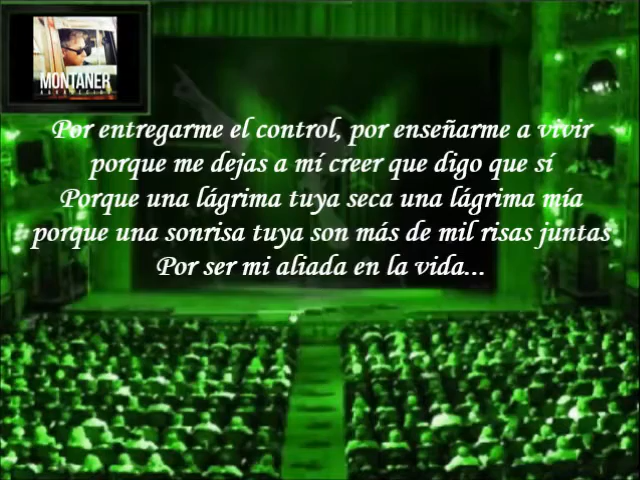 MONTANER
AGRADECIDO
Por entregarme el control, por enseñarme a vivir
porque me dejas a mí creer que digo que sí
Porque una lágrima tuya seca una lágrima mía
porque una sonrisa tuya son más de mil risas juntas
Por ser mi aliada en la vida...